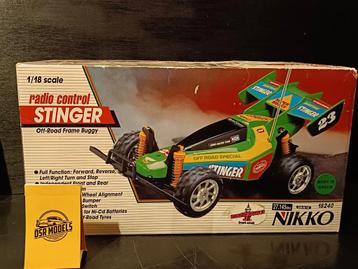 1/18 scale
radio control
STINGER
Off-Road Frame Buggy
• Full Function: Forward, Reverse,
Left/Right Turn and Stop
• Independent Front and Rear
Wheel Alignment
Bumper
Switch
for Ni-Cd Batteries
-Road Tyres
DSR MODELS
OFF ROAD SPECIAL
STINGER
STINGER
23
27.145
NIKKO
18240